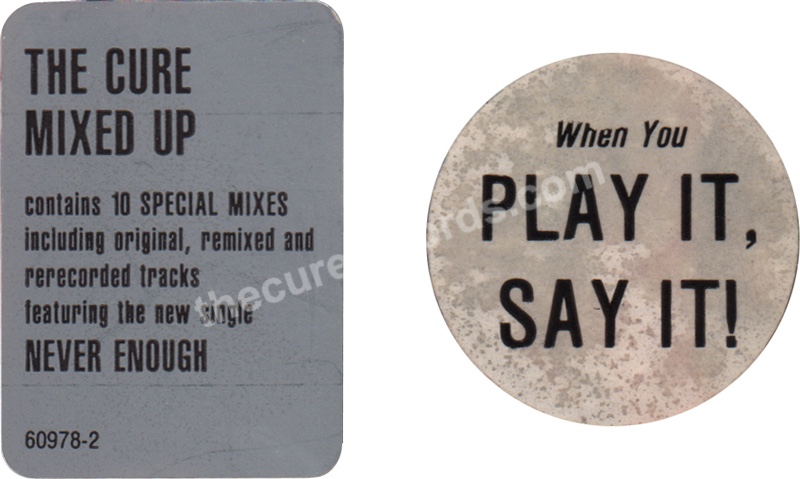 THE CURE
MIXED UP
contains 10 SPECIAL MIXES
including original, remixed and
rerecorded tracks
featuring the new single
NEVER ENOUGH
60978-2
When You
PLAY IT,
SAY IT!